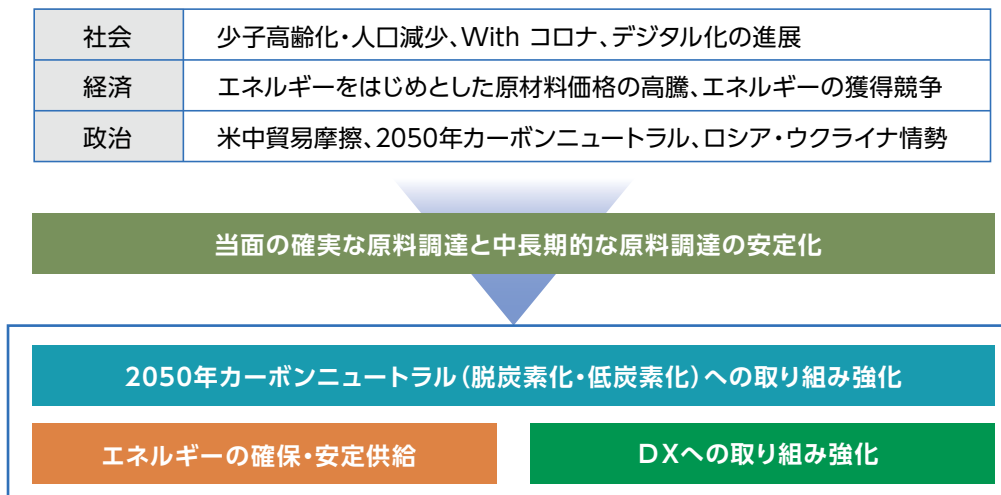 社会 少子高齢化・人口減少、With コロナ、デジタル化の進展
経済 エネルギーをはじめとした原材料価格の高騰、エネルギーの獲得競争
政治 米中貿易摩擦、2050年カーボンニュートラル、ロシア・ウクライナ情勢
当面の確実な原料調達と中長期的な原料調達の安定化
2050年カーボンニュートラル（脱炭素化・低炭素化）への取り組み強化
エネルギーの確保・安定供給
DXへの取り組み強化